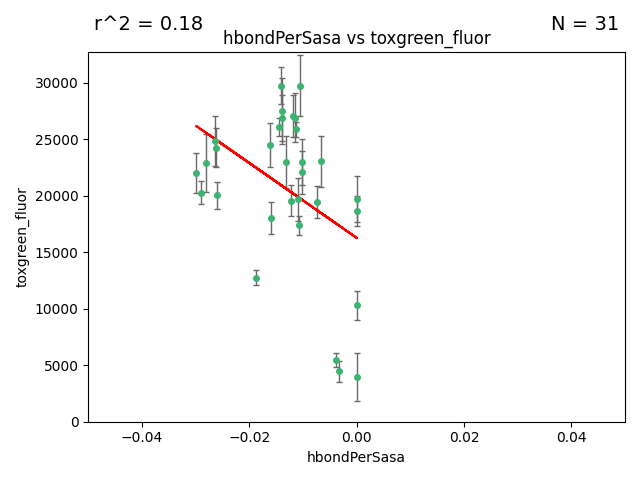 r^2 = 0.18
N = 31
hbondPerSasa vs toxgreen_fluor
30000
25000
20000
15000
10000
5000
0
toxgreen_fluor
−0.04
−0.02
0.00
0.02
0.04
hbondPerSasa